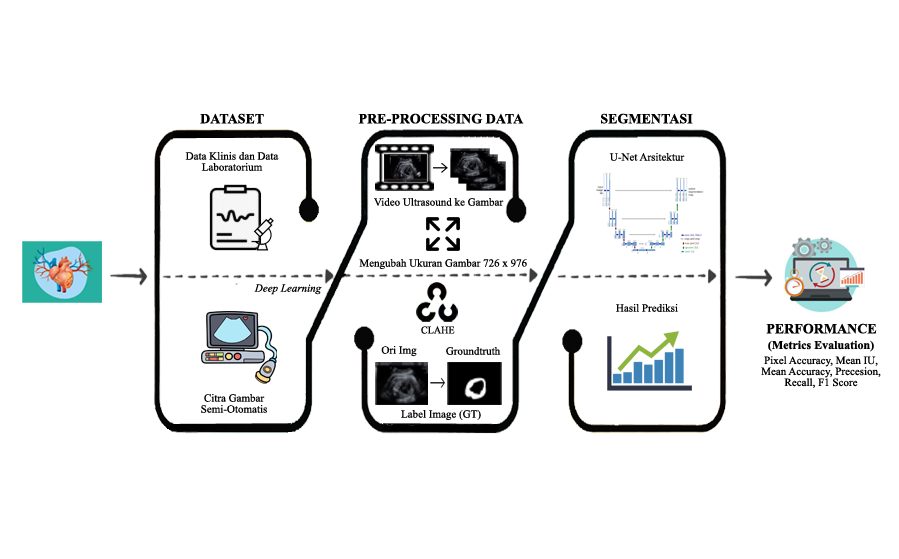 DATASET
Data Klinis dan Data
Laboratorium
Deep Learning
Citra Gambar
Semi-Otomatis
PRE-PROCESSING DATA
Video Ultrasound ke Gambar
Mengubah Ukuran Gambar 726 x 976
CLAHE
Ori Img
Groundtruth
Label Image (GT)
SEGMENTASI
U-Net Arsitektur
Hasil Prediksi
PERFORMANCE
(Metrics Evaluation)
Pixel Accuracy, Mean IU,
Mean Accuracy, Precesion,
Recall, F1 Score